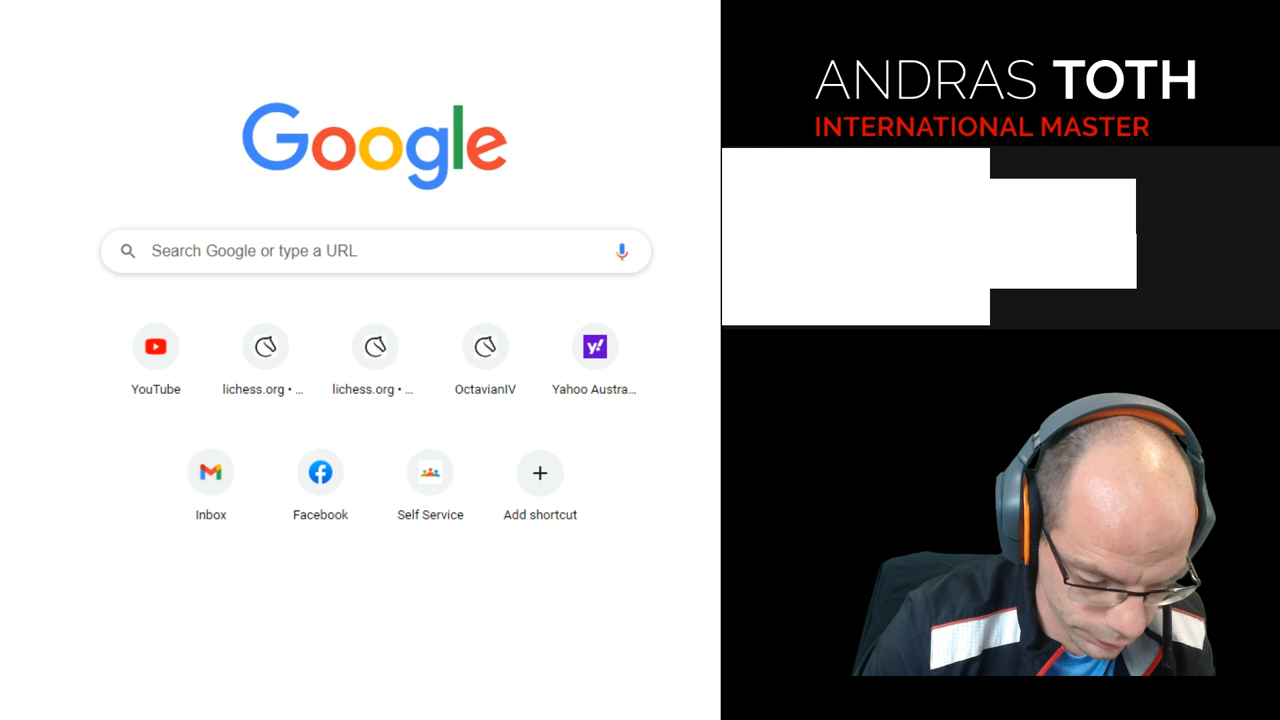 Google
Search Google or type a URL
YouTube
lichess.org • ...
lichess.org • ...
OctavianIV
Yahoo Austra...
Inbox
Facebook
Self Service
Add shortcut
ANDRAS TOTH
INTERNATIONAL MASTER